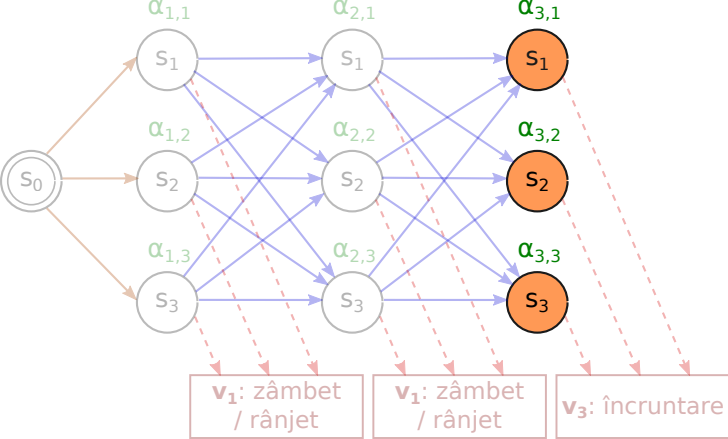 α1,1 α2,1 α3,1
s1 s1 s1
α1,2 α2,2 α3,2
s0 s2 s2 s2
α1,3 α2,3 α3,3
s3 s3 s3
v1: zâmbet
/ rânjet
v1: zâmbet
/ rânjet
v3: încruntare